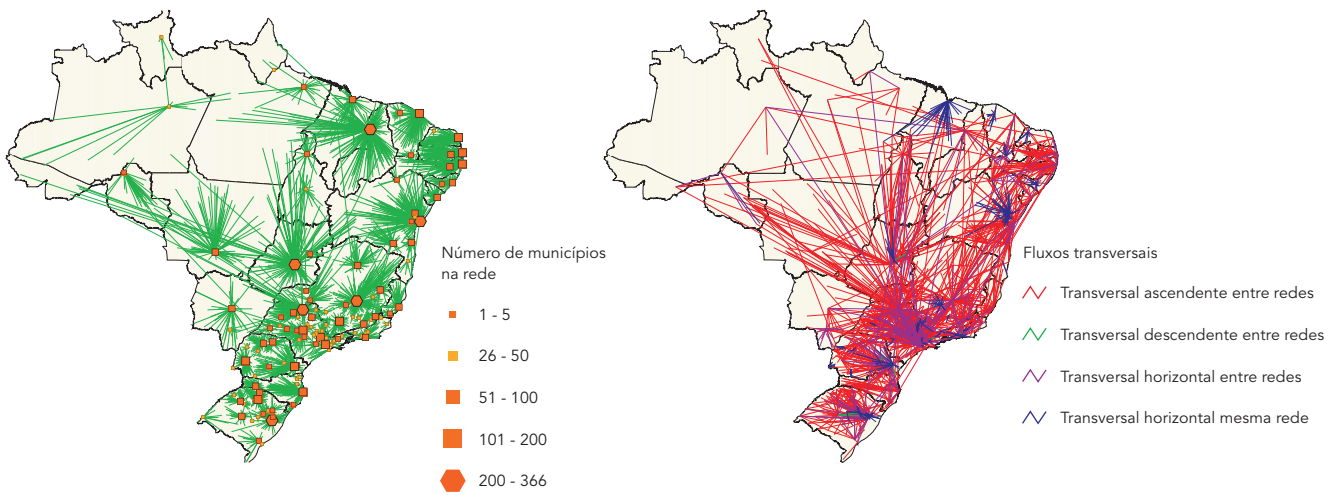 Número de municípios
na rede
1 - 5
26 - 50
51 - 100
101 - 200
200 - 366
Fluxos transversais
Transversal ascendente entre redes
Transversal descendente entre redes
Transversal horizontal entre redes
Transversal horizontal mesma rede